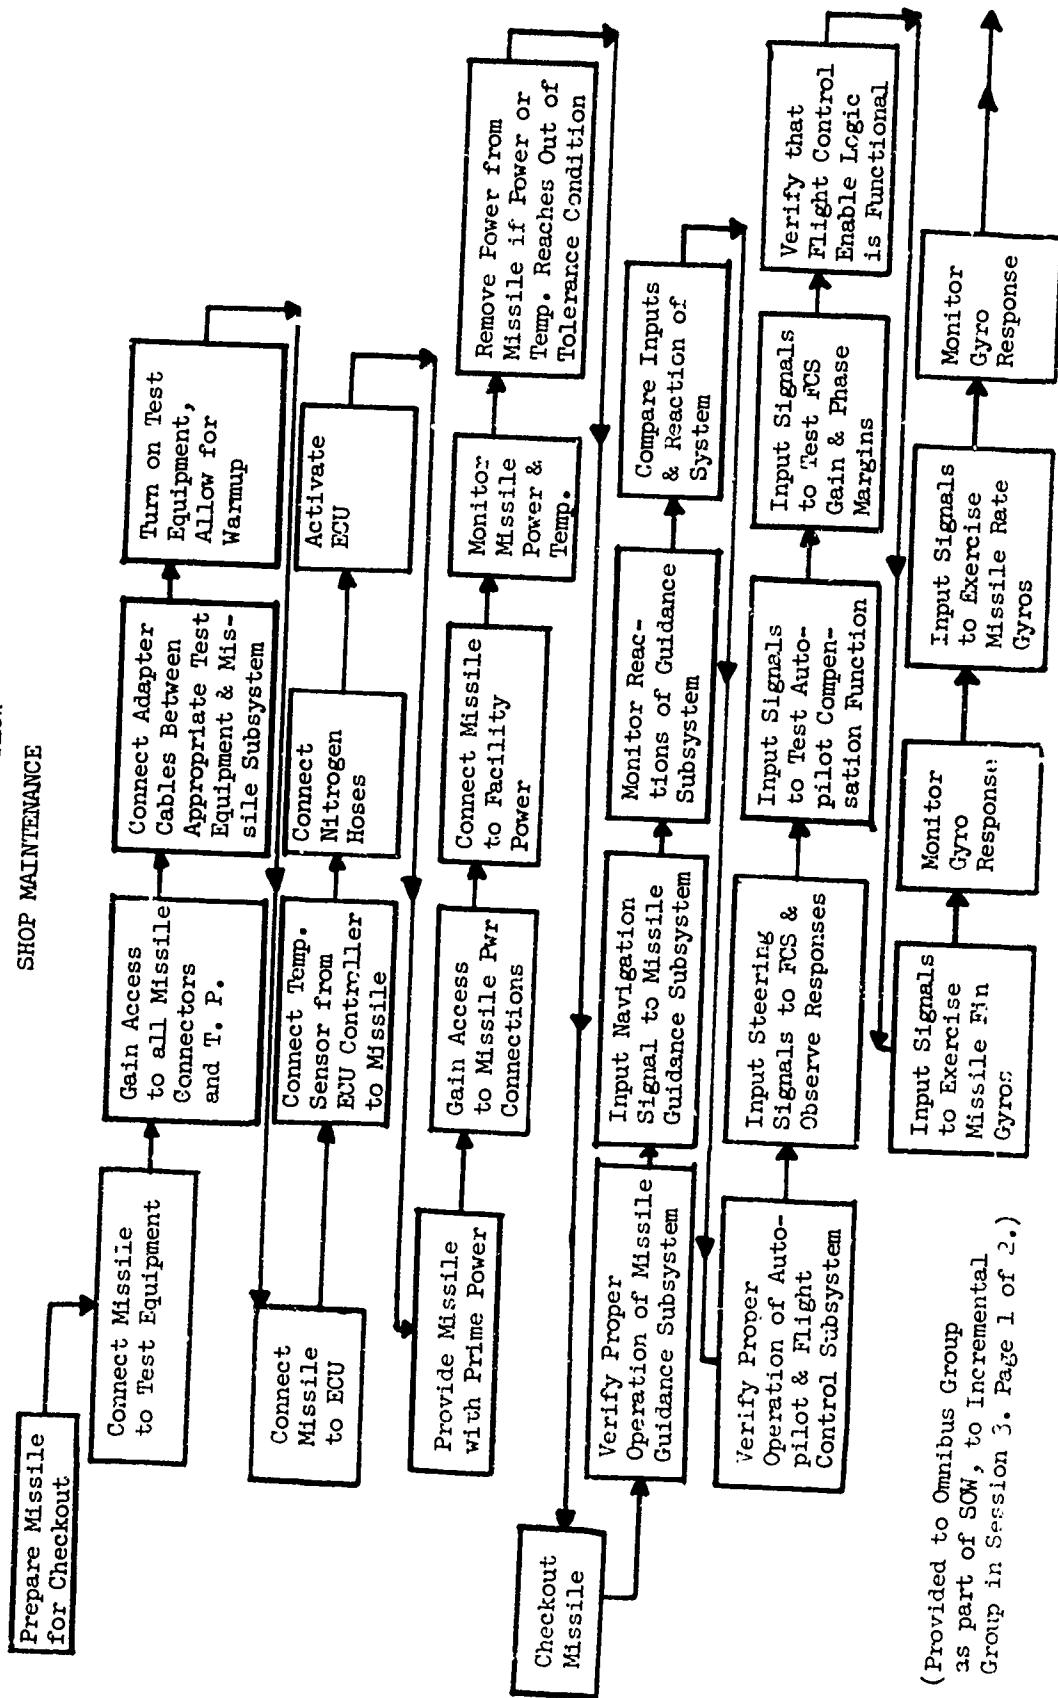 SHOP MAINTENANCE
Prepare Missile
for Checkout
Connect Missile
to Test Equipment
Gain Access
to all Missile
Connectors
and T. P.
Connect Adapter
Cables Between
Appropriate Test
Equipment & Mis-
sile Subsystem
Turn on Test
Equipment,
Allow for
Warmup
Connect
Missile
to ECU
Connect Temp.
Sensor from
ECU Controller
to Missile
Connect
Nitrogen
Hoses
Activate
ECU
Provide Missile
with Prime Power
Gain Access
to Missile Pwr
Connections
Connect Missile
to Facility
Power
Monitor
Missile
Power &
Temp.
Remove Power from
Missile if Power or
Temp. Reaches Out of
Tolerance Condition
Checkout
Missile
Verify Proper
Operation of Missile
Guidance Subsystem
Input Navigation
Signal to Missile
Guidance Subsystem
Monitor Reac-
tions of Guidance
Subsystem
Compare Inputs
& Reaction of
System
Verify Proper
Operation of Auto-
pilot & Flight
Control Subsystem
Input Steering
Signals to FCS &
Observe Responses
Input Signals
to Test Auto-
pilot Compen-
sation Function
Input Signals
to Test FCS
Gain & Phase
Margins
Verify that
Flight Control
Enable Logic
is Functional
Input Signals
to Exercise
Missile Fin
Gyros
Monitor
Gyro
Response
Input Signals
to Exercise
Missile Rate
Gyros
Monitor
Gyro
Response
(Provided to Omnibus Group
as part of SOW, to Incremental
Group in Session 3. Page 1 of 2.)